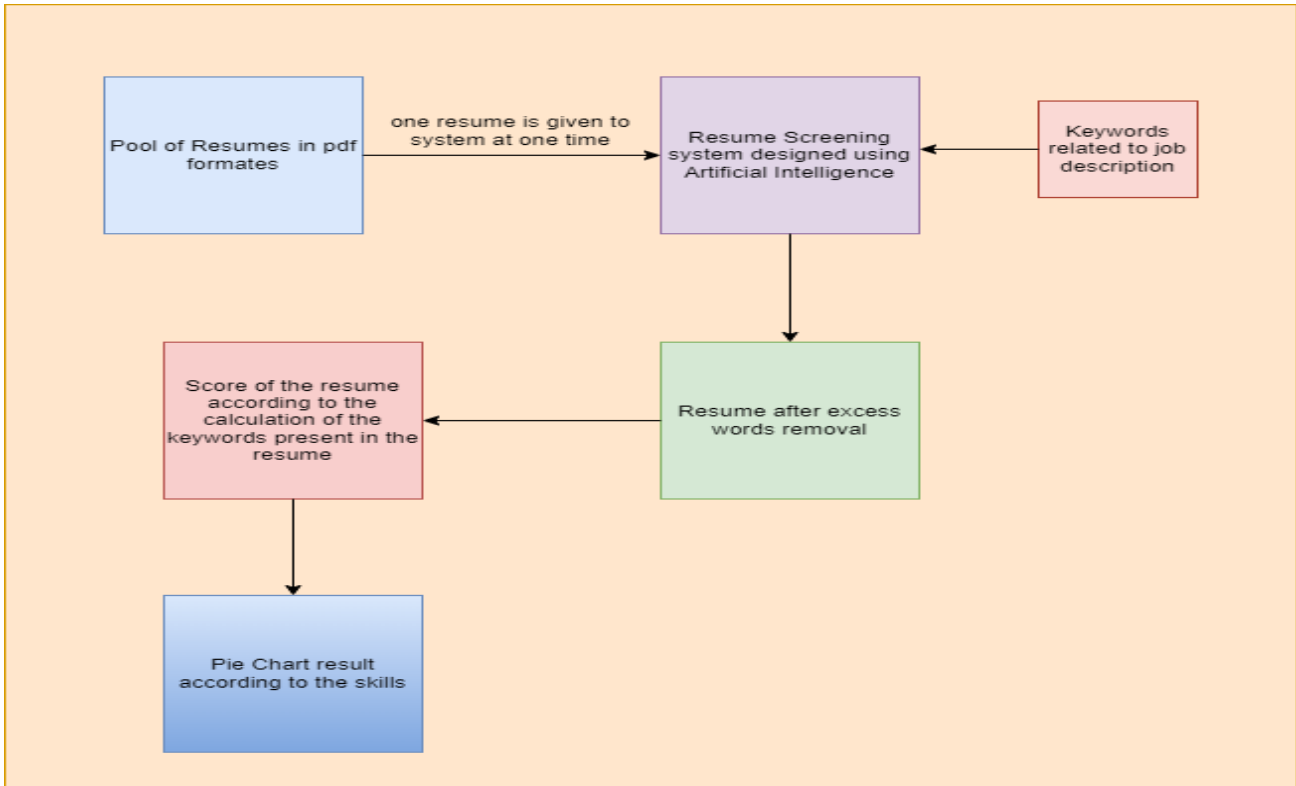 Pool of Resumes in pdf
formates
one resume is given to
system at one time
Resume Screening
system designed using
Artificial Intelligence
Keywords
related to job
description
Score of the resume
according to the
calculation of the
keywords present in the
resume
Resume after excess
words removal
Pie Chart result
according to the skills